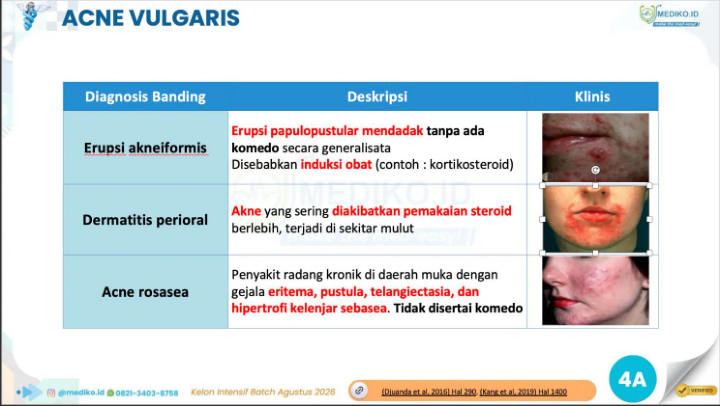 ACNE VULGARIS
MEDIKO.ID
Diagnosis Banding
Deskripsi
Klinis
Erupsi akneiformis
Erupsi papulopustular mendadak tanpa ada
komedo secara generalisata
Disebabkan induksi obat (contoh : kortikosteroid)
MEDIKO.ID
Dermatitis perioral
Akne yang sering diakibatkan pemakaian steroid
berlebih, terjadi di sekitar mulut
Acne rosasea
Penyakit radang kronik di daerah muka dengan
gejala eritema, pustula, telangiectasia, dan
hipertrofi kelenjar sebasea. Tidak disertai komedo
@mediko.id 0821-3403-8758 Kelon Intensif Batch Agustus 2026
(Djuanda et al, 2016) Hal 290, (Kang et al, 2019) Hal 1400
4A
VERIFIED